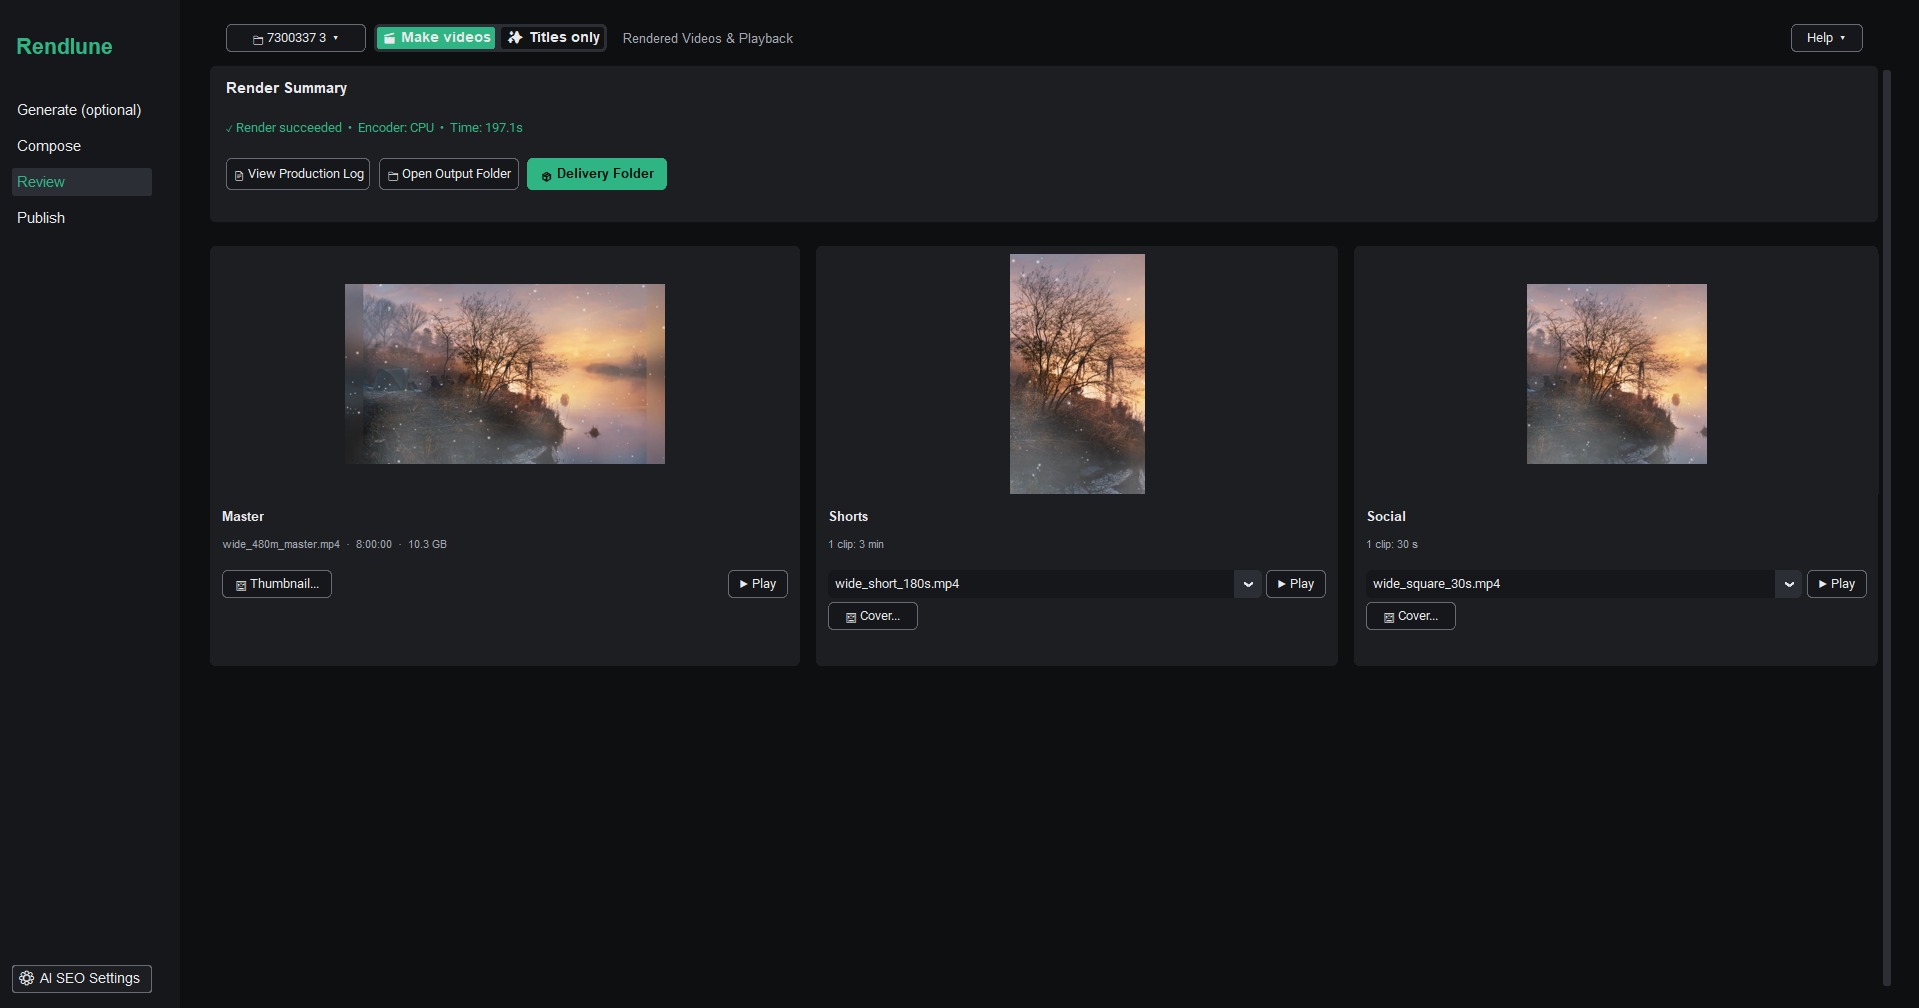 Rendlune
7300337 3
Make videos
Titles only
Rendered Videos & Playback
Help
Generate (optional)
Compose
Review
Publish
Render Summary
✓ Render succeeded • Encoder: CPU • Time: 197.1s
View Production Log
Open Output Folder
Delivery Folder
Master
wide_480m_master.mp4 · 8:00:00 · 10.3 GB
Thumbnail...
Play
Shorts
1 clip: 3 min
wide_short_180s.mp4
Play
Cover...
Social
1 clip: 30 s
wide_square_30s.mp4
Play
Cover...
AI SEO Settings